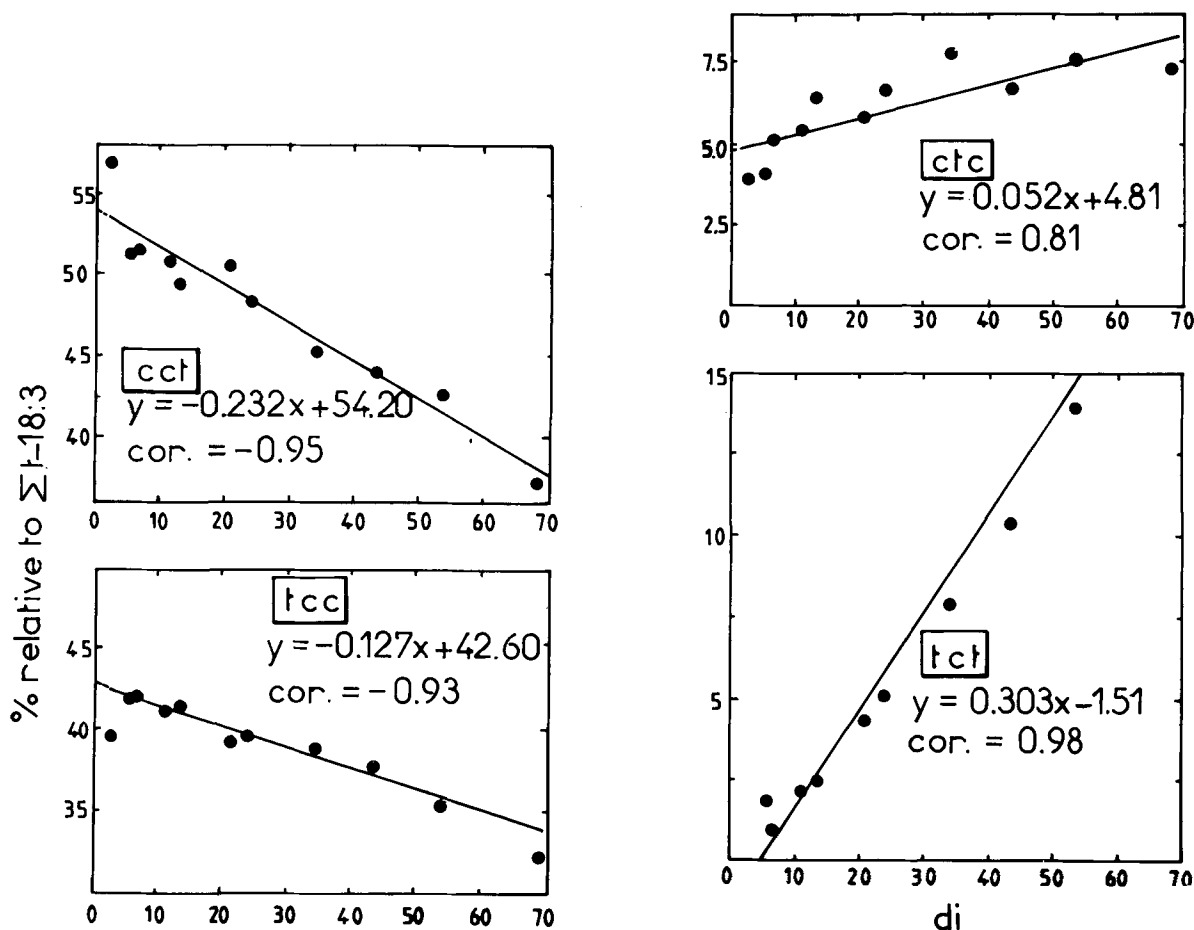 % relative to Σt-18:3
55
50
45
40
cct
y = -0.232x+54.20
cor. = -0.95
0 10 20 30 40 50 60 70
45
40
35
tcc
y = -0.127x+42.60
cor. = -0.93
0 10 20 30 40 50 60 70
7.5
5.0
2.5
ctc
y = 0.052x+4.81
cor. = 0.81
0 10 20 30 40 50 60 70
15
10
5
tct
y = 0.303x-1.51
cor. = 0.98
0 10 20 30 40 50 60 70
di